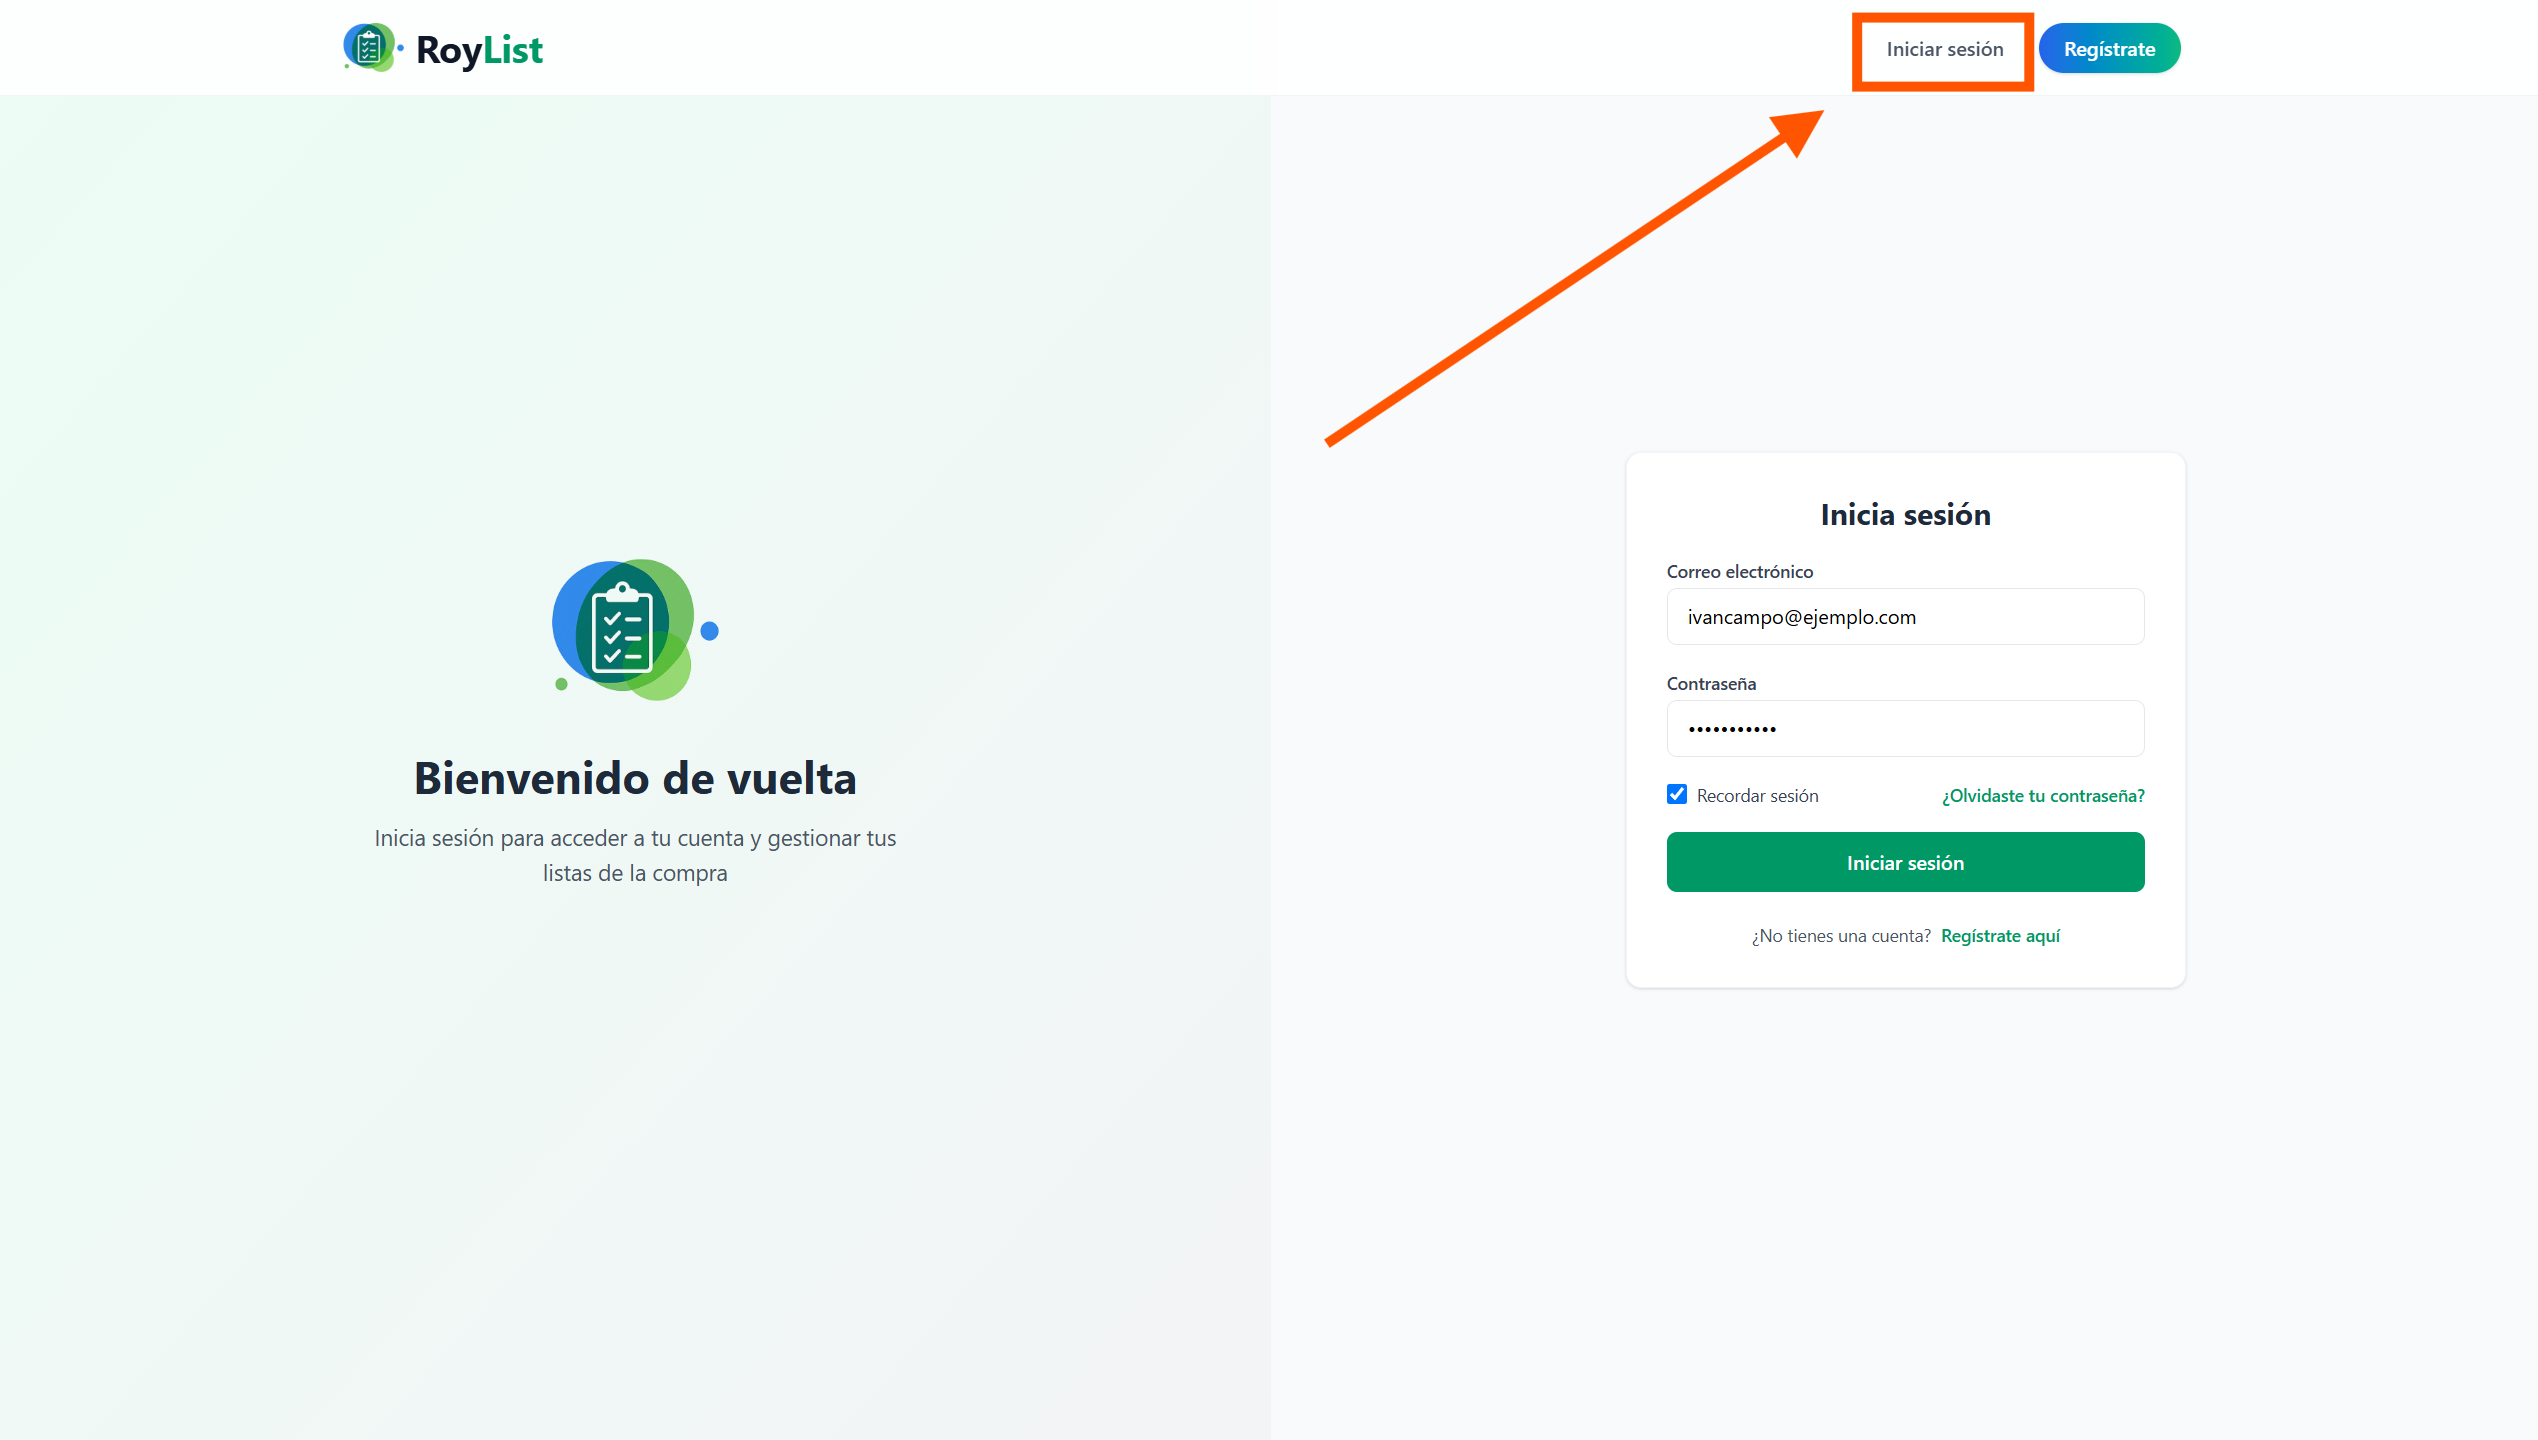 RoyList
Iniciar sesión
Regístrate
Bienvenido de vuelta
Inicia sesión para acceder a tu cuenta y gestionar tus
listas de la compra
Inicia sesión
Correo electrónico
ivancampo@ejemplo.com
Contraseña
•••••••••••
Recordar sesión
¿Olvidaste tu contraseña?
Iniciar sesión
¿No tienes una cuenta? Regístrate aquí